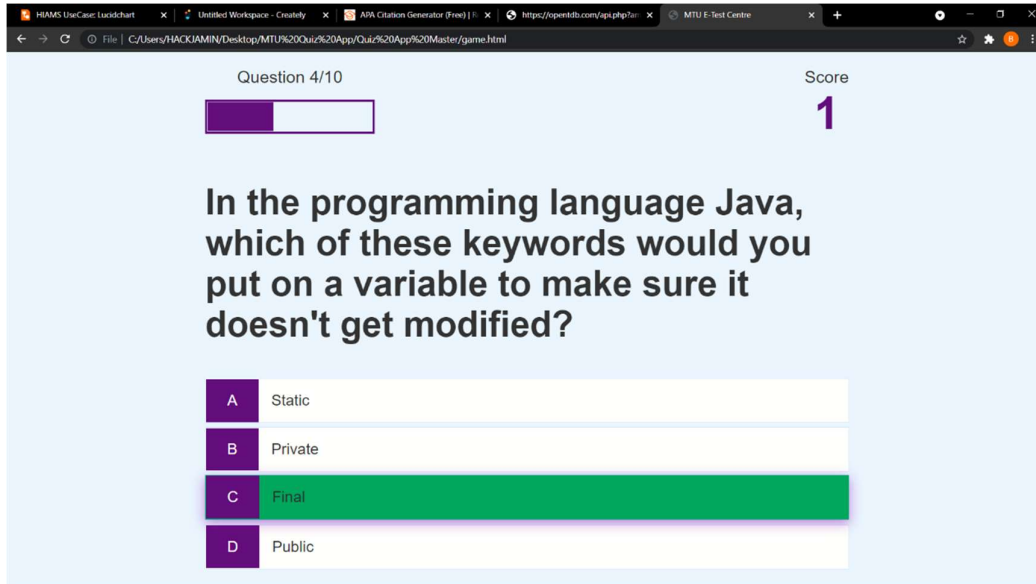 HIAMS UseCase: Lucidchart
Untitled Workspace - Creately
APA Citation Generator (Free) |
https://opentdb.com/api.php?am
MTU E-Test Centre
File | C:/Users/HACKJAMIN/Desktop/MTU%20Quiz%20App/Quiz%20App%20Master/game.html
B
Question 4/10
Score
1
In the programming language Java,
which of these keywords would you
put on a variable to make sure it
doesn't get modified?
A Static
B Private
C Final
D Public